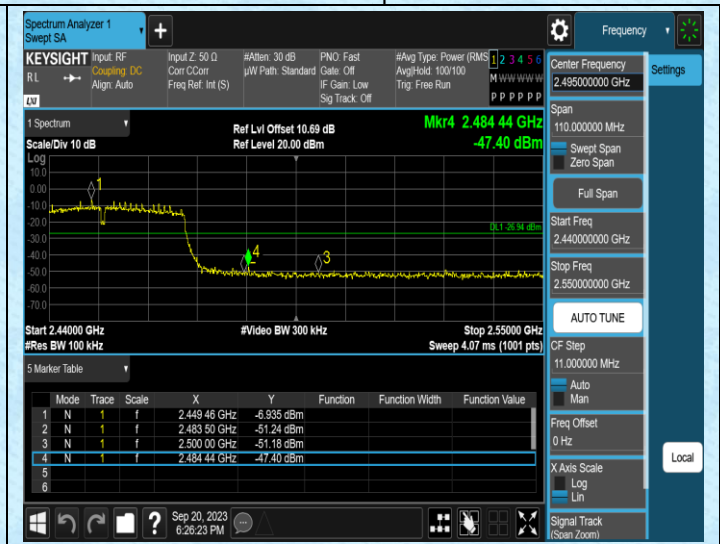 Spectrum Analyzer 1
Swept SA
Frequency
KEYSIGHT
Input: RF
Coupling: DC
Align: Auto
Input Z: 50 Ω
Corr CCorr
Freq Ref: Int (S)
#Atten: 30 dB
µW Path: Standard
PNO: Fast
Gate: Off
IF Gain: Low
Sig Track: Off
#Avg Type: Power (RMS
Avg|Hold: 100/100
Trig: Free Run
1 2 3 4 5 6
M W W W W W
P P P P P P
R L
LXI
1 Spectrum
Scale/Div 10 dB
Ref Lvl Offset 10.69 dB
Ref Level 20.00 dBm
Mkr4 2.484 44 GHz
-47.40 dBm
Log
10.0
0.00
-10.0
-20.0
-30.0
-40.0
-50.0
-60.0
-70.0
1
4
3
DL1 -26.94 dBm
Start 2.44000 GHz
#Res BW 100 kHz
#Video BW 300 kHz
Stop 2.55000 GHz
Sweep 4.07 ms (1001 pts)
5 Marker Table
Mode Trace Scale X Y Function Function Width Function Value
1 N 1 f 2.449 46 GHz -6.935 dBm
2 N 1 f 2.483 50 GHz -51.24 dBm
3 N 1 f 2.500 00 GHz -51.18 dBm
4 N 1 f 2.484 44 GHz -47.40 dBm
5
6
Sep 20, 2023
6:26:23 PM
Center Frequency
2.495000000 GHz
Span
110.000000 MHz
Swept Span
Zero Span
Full Span
Start Freq
2.440000000 GHz
Stop Freq
2.550000000 GHz
AUTO TUNE
CF Step
11.000000 MHz
Auto
Man
Freq Offset
0 Hz
X Axis Scale
Log
Lin
Signal Track
(Span Zoom)
Settings
Local